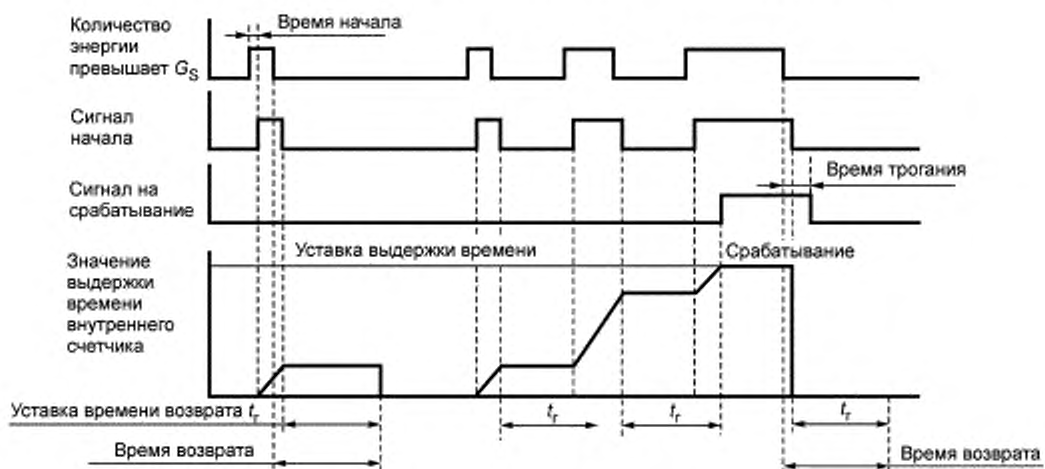 Количество
энергии
превышает GS
Время начала
Сигнал
начала
Сигнал на
срабатывание
Время трогания
Значение
выдержки
времени
внутреннего
счетчика
Уставка выдержки времени
Срабатывание
Уставка времени возврата tr
tr
tr
tr
Время возврата
Время возврата